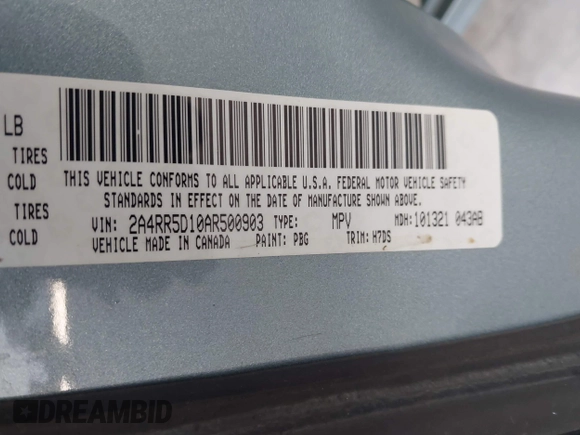 LB
TIRES
COLD
TIRES
COLD
THIS VEHICLE CONFORMS TO ALL APPLICABLE U.S.A. FEDERAL MOTOR VEHICLE SAFETY
STANDARDS IN EFFECT ON THE DATE OF MANUFACTURE SHOWN ABOVE.
VIN: 2A4RR5D10AR500903 TYPE: MPV MDH: 101321 043AB
VEHICLE MADE IN CANADA PAINT: PBG TRIM: K7D5
DREAMBID